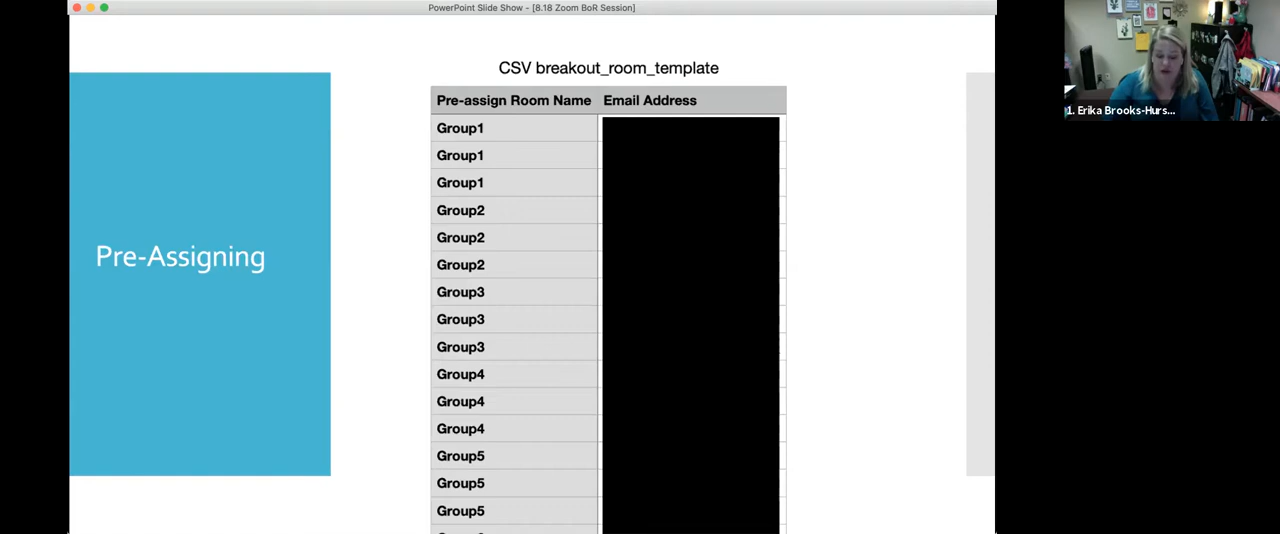 PowerPoint Slide Show - [8.18 Zoom BoR Session]
CSV breakout_room_template
Pre-assign Room Name Email Address
Group1
Group1
Group1
Group2
Group2
Group2
Group3
Group3
Group3
Group4
Group4
Group4
Group5
Group5
Group5
Pre-Assigning
1. Erika Brooks-Hurs...